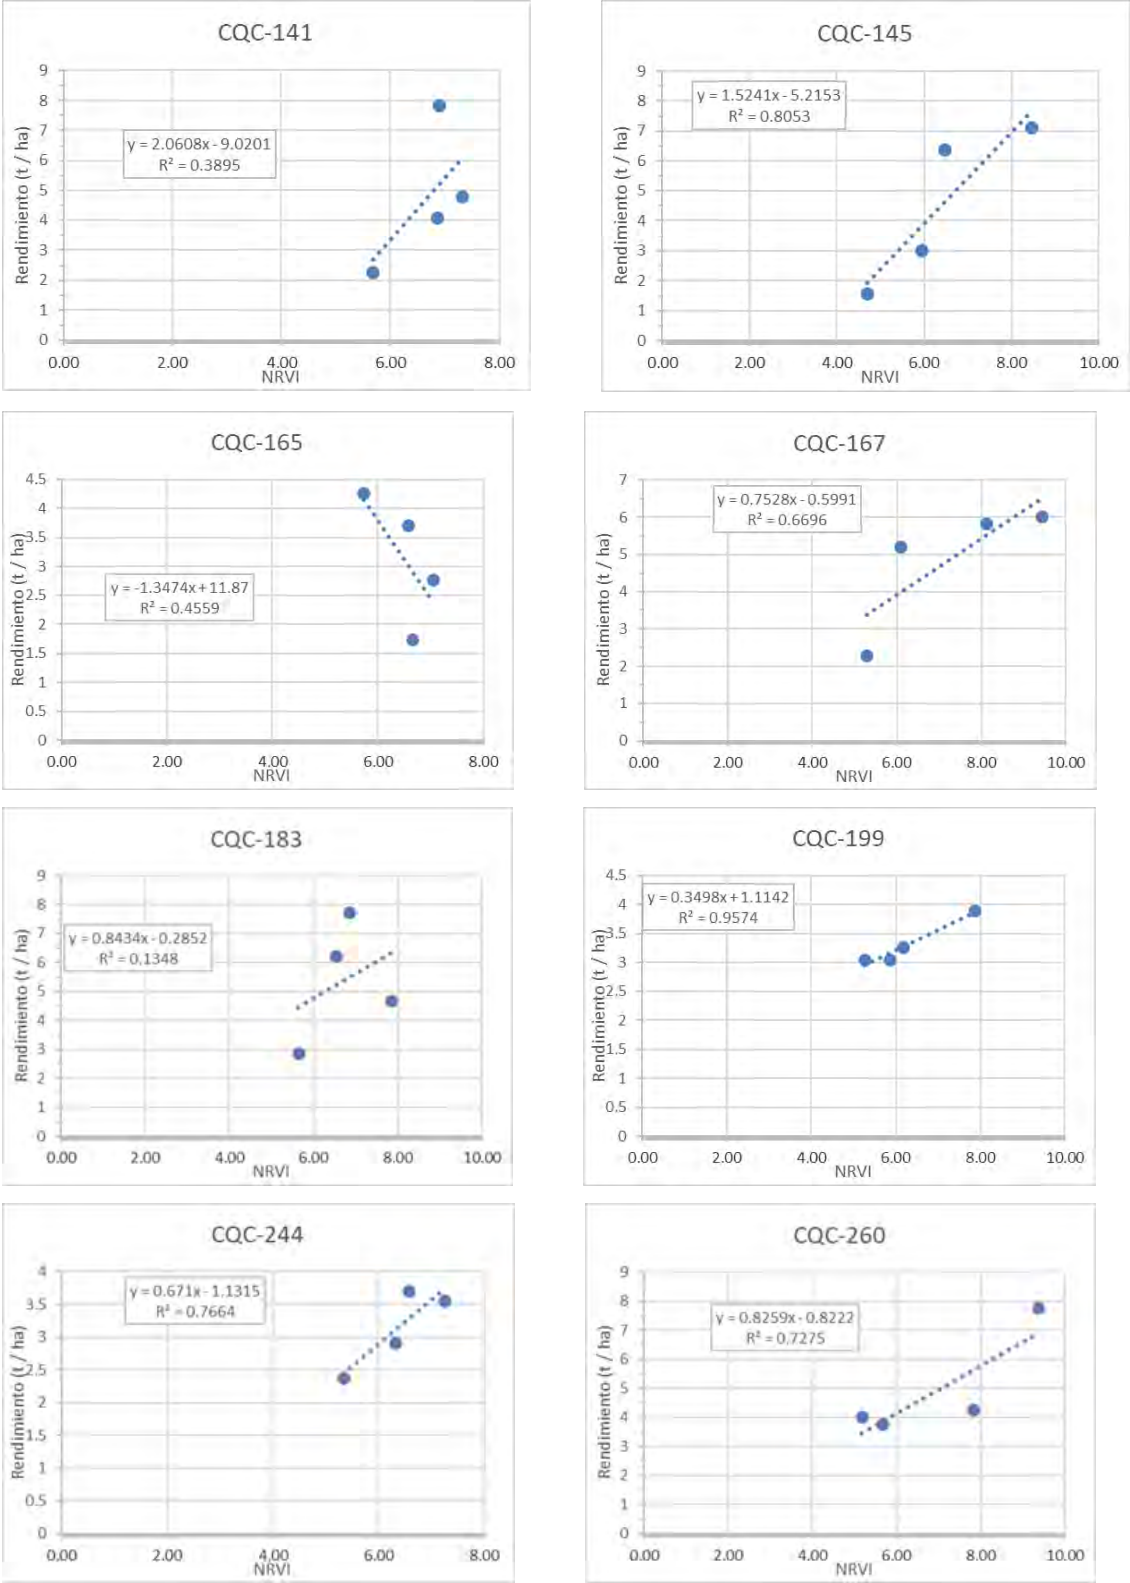 CQC-141
9
8
7
6
5
4
3
2
1
0
Rendimiento (t / ha)
y = 2.0608x - 9.0201
R² = 0.3895
0.00 2.00 4.00 6.00 8.00
NRVI
CQC-145
9
8
7
6
5
4
3
2
1
0
Rendimiento (t / ha)
y = 1.5241x - 5.2153
R² = 0.8053
0.00 2.00 4.00 6.00 8.00 10.00
NRVI
CQC-165
4.5
4
3.5
3
2.5
2
1.5
1
0.5
0
Rendimiento (t / ha)
y = -1.3474x + 11.87
R² = 0.4559
0.00 2.00 4.00 6.00 8.00
NRVI
CQC-167
7
6
5
4
3
2
1
0
Rendimiento (t / ha)
y = 0.7528x - 0.5991
R² = 0.6696
0.00 2.00 4.00 6.00 8.00 10.00
NRVI
CQC-183
9
8
7
6
5
4
3
2
1
0
Rendimiento (t / ha)
y = 0.8434x - 0.2852
R² = 0.1348
0.00 2.00 4.00 6.00 8.00 10.00
NRVI
CQC-199
4.5
4
3.5
3
2.5
2
1.5
1
0.5
0
Rendimiento (t / ha)
y = 0.3498x + 1.1142
R² = 0.9574
0.00 2.00 4.00 6.00 8.00 10.00
NRVI
CQC-244
4
3.5
3
2.5
2
1.5
1
0.5
0
Rendimiento (t / ha)
y = 0.671x - 1.1315
R² = 0.7664
0.00 2.00 4.00 6.00 8.00
NRVI
CQC-260
9
8
7
6
5
4
3
2
1
0
Rendimiento (t / ha)
y = 0.8259x - 0.8222
R² = 0.7275
0.00 2.00 4.00 6.00 8.00 10.00
NRVI